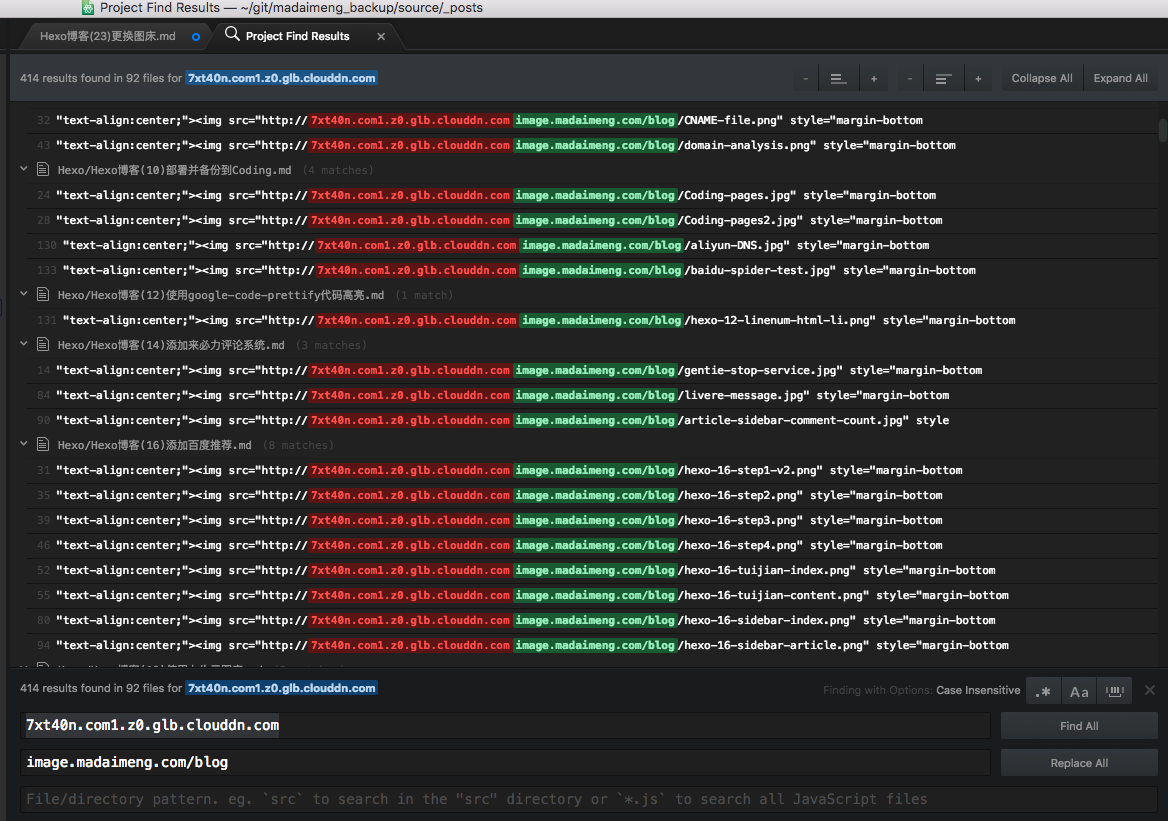 Project Find Results — ~/git/madaimeng_backup/source/_posts
Hexo博客(23)更换图床.md
Project Find Results
414 results found in 92 files for 7xt40n.com1.z0.glb.clouddn.com
- + - + Collapse All Expand All
32 "text-align:center;"><img src="http://7xt40n.com1.z0.glb.clouddn.com image.madaimeng.com/blog/CNAME-file.png" style="margin-bottom
43 "text-align:center;"><img src="http://7xt40n.com1.z0.glb.clouddn.com image.madaimeng.com/blog/domain-analysis.png" style="margin-bottom
Hexo/Hexo博客(10)部署并备份到Coding.md (4 matches)
24 "text-align:center;"><img src="http://7xt40n.com1.z0.glb.clouddn.com image.madaimeng.com/blog/Coding-pages.jpg" style="margin-bottom
28 "text-align:center;"><img src="http://7xt40n.com1.z0.glb.clouddn.com image.madaimeng.com/blog/Coding-pages2.jpg" style="margin-bottom
130 "text-align:center;"><img src="http://7xt40n.com1.z0.glb.clouddn.com image.madaimeng.com/blog/aliyun-DNS.jpg" style="margin-bottom
133 "text-align:center;"><img src="http://7xt40n.com1.z0.glb.clouddn.com image.madaimeng.com/blog/baidu-spider-test.jpg" style="margin-bottom
Hexo/Hexo博客(12)使用google-code-prettify代码高亮.md (1 match)
131 "text-align:center;"><img src="http://7xt40n.com1.z0.glb.clouddn.com image.madaimeng.com/blog/hexo-12-linenum-html-li.png" style="margin-bottom
Hexo/Hexo博客(14)添加来必力评论系统.md (3 matches)
14 "text-align:center;"><img src="http://7xt40n.com1.z0.glb.clouddn.com image.madaimeng.com/blog/gentie-stop-service.jpg" style="margin-bottom
84 "text-align:center;"><img src="http://7xt40n.com1.z0.glb.clouddn.com image.madaimeng.com/blog/livere-message.jpg" style="margin-bottom
90 "text-align:center;"><img src="http://7xt40n.com1.z0.glb.clouddn.com image.madaimeng.com/blog/article-sidebar-comment-count.jpg" style
Hexo/Hexo博客(16)添加百度推荐.md (8 matches)
31 "text-align:center;"><img src="http://7xt40n.com1.z0.glb.clouddn.com image.madaimeng.com/blog/hexo-16-step1-v2.png" style="margin-bottom
35 "text-align:center;"><img src="http://7xt40n.com1.z0.glb.clouddn.com image.madaimeng.com/blog/hexo-16-step2.png" style="margin-bottom
39 "text-align:center;"><img src="http://7xt40n.com1.z0.glb.clouddn.com image.madaimeng.com/blog/hexo-16-step3.png" style="margin-bottom
46 "text-align:center;"><img src="http://7xt40n.com1.z0.glb.clouddn.com image.madaimeng.com/blog/hexo-16-step4.png" style="margin-bottom
52 "text-align:center;"><img src="http://7xt40n.com1.z0.glb.clouddn.com image.madaimeng.com/blog/hexo-16-tuijian-index.png" style="margin-bottom
55 "text-align:center;"><img src="http://7xt40n.com1.z0.glb.clouddn.com image.madaimeng.com/blog/hexo-16-tuijian-content.png" style="margin-bottom
80 "text-align:center;"><img src="http://7xt40n.com1.z0.glb.clouddn.com image.madaimeng.com/blog/hexo-16-sidebar-index.png" style="margin-bottom
94 "text-align:center;"><img src="http://7xt40n.com1.z0.glb.clouddn.com image.madaimeng.com/blog/hexo-16-sidebar-article.png" style="margin-bottom
414 results found in 92 files for 7xt40n.com1.z0.glb.clouddn.com
Finding with Options: Case Insensitive .* Aa
7xt40n.com1.z0.glb.clouddn.com
Find All
image.madaimeng.com/blog
Replace All
File/directory pattern. eg. `src` to search in the "src" directory or `*.js` to search all JavaScript files